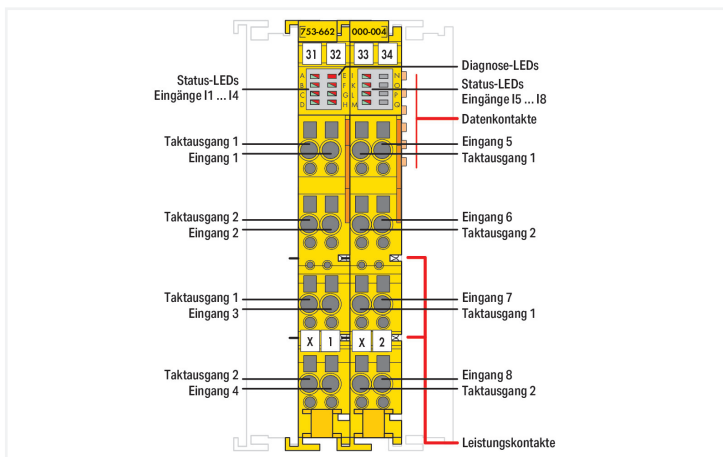 753-662 000-004
31 32 33 34
A E I N
B F K O
C G L P
D H M Q
Status-LEDs
Eingänge I1 ... I4
Diagnose-LEDs
Status-LEDs
Eingänge I5 ... I8
Datenkontakte
Taktausgang 1
Eingang 1
Eingang 5
Taktausgang 1
Taktausgang 2
Eingang 2
Eingang 6
Taktausgang 2
Taktausgang 1
Eingang 3
Eingang 7
Taktausgang 1
X 1 X 2
Taktausgang 2
Eingang 4
Eingang 8
Taktausgang 2
Leistungskontakte